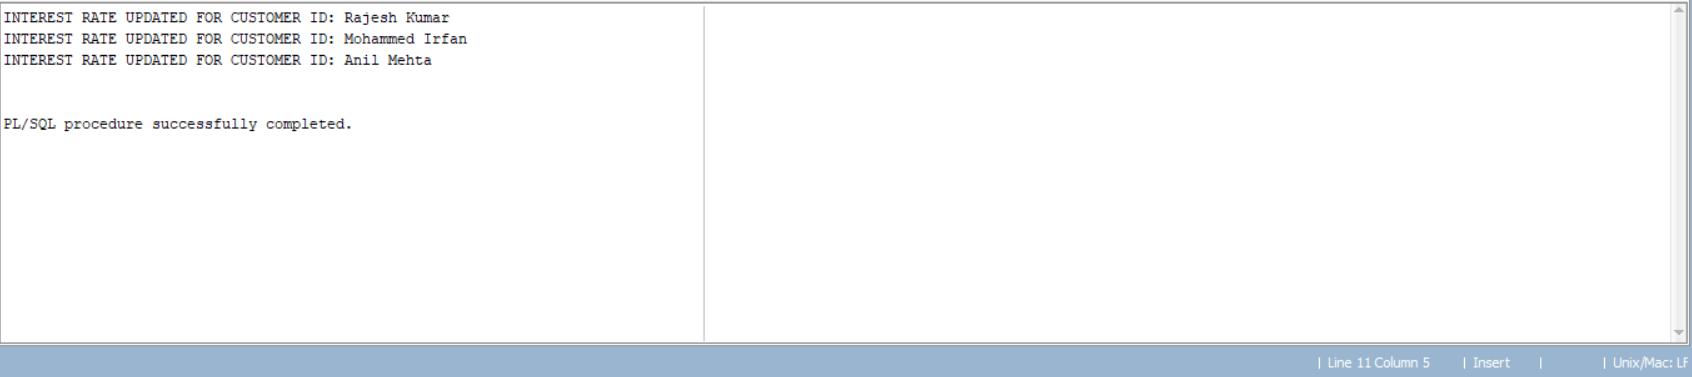 INTEREST RATE UPDATED FOR CUSTOMER ID: Rajesh Kumar
INTEREST RATE UPDATED FOR CUSTOMER ID: Mohammed Irfan
INTEREST RATE UPDATED FOR CUSTOMER ID: Anil Mehta
PL/SQL procedure successfully completed.
| Line 11 Column 5 | Insert | | Unix/Mac: LF